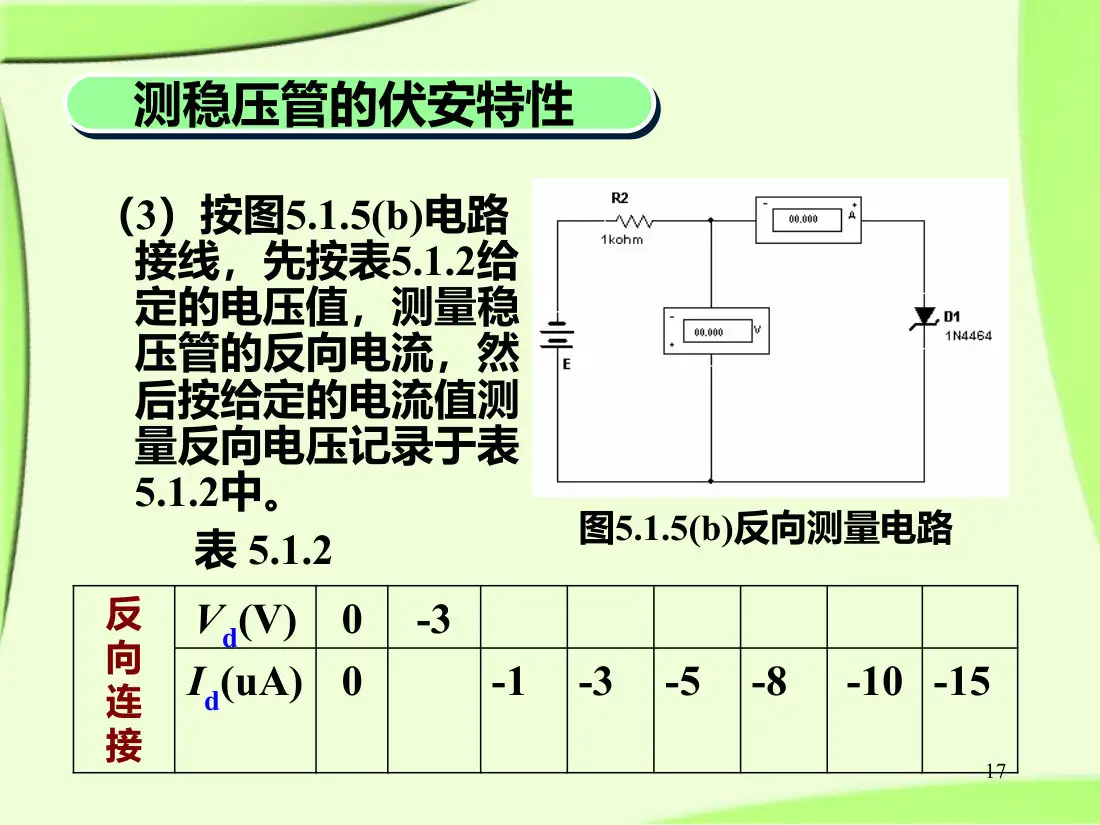 测稳压管的伏安特性
（3）按图5.1.5(b)电路
接线，先按表5.1.2给
定的电压值，测量稳
压管的反向电流，然
后按给定的电流值测
量反向电压记录于表
5.1.2中。
R2
1kohm
- 00.000 + A
- 00.000 V
+
E
D1
1N4464
图5.1.5(b)反向测量电路
表 5.1.2
反向连接
Vd(V) 0 -3
Id(uA) 0 -1 -3 -5 -8 -10 -15
17